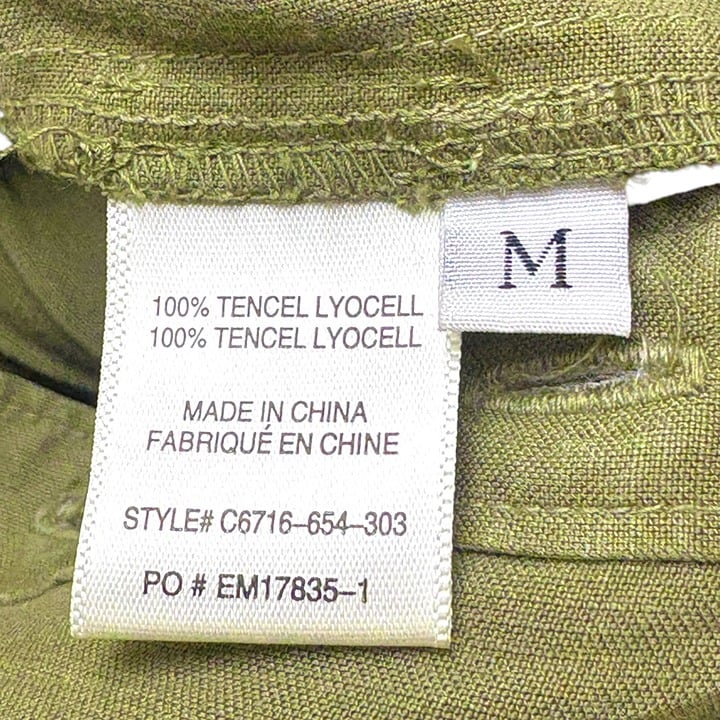 M
100% TENCEL LYOCELL
100% TENCEL LYOCELL
MADE IN CHINA
FABRIQUÉ EN CHINE
STYLE# C6716-654-303
PO # EM17835-1